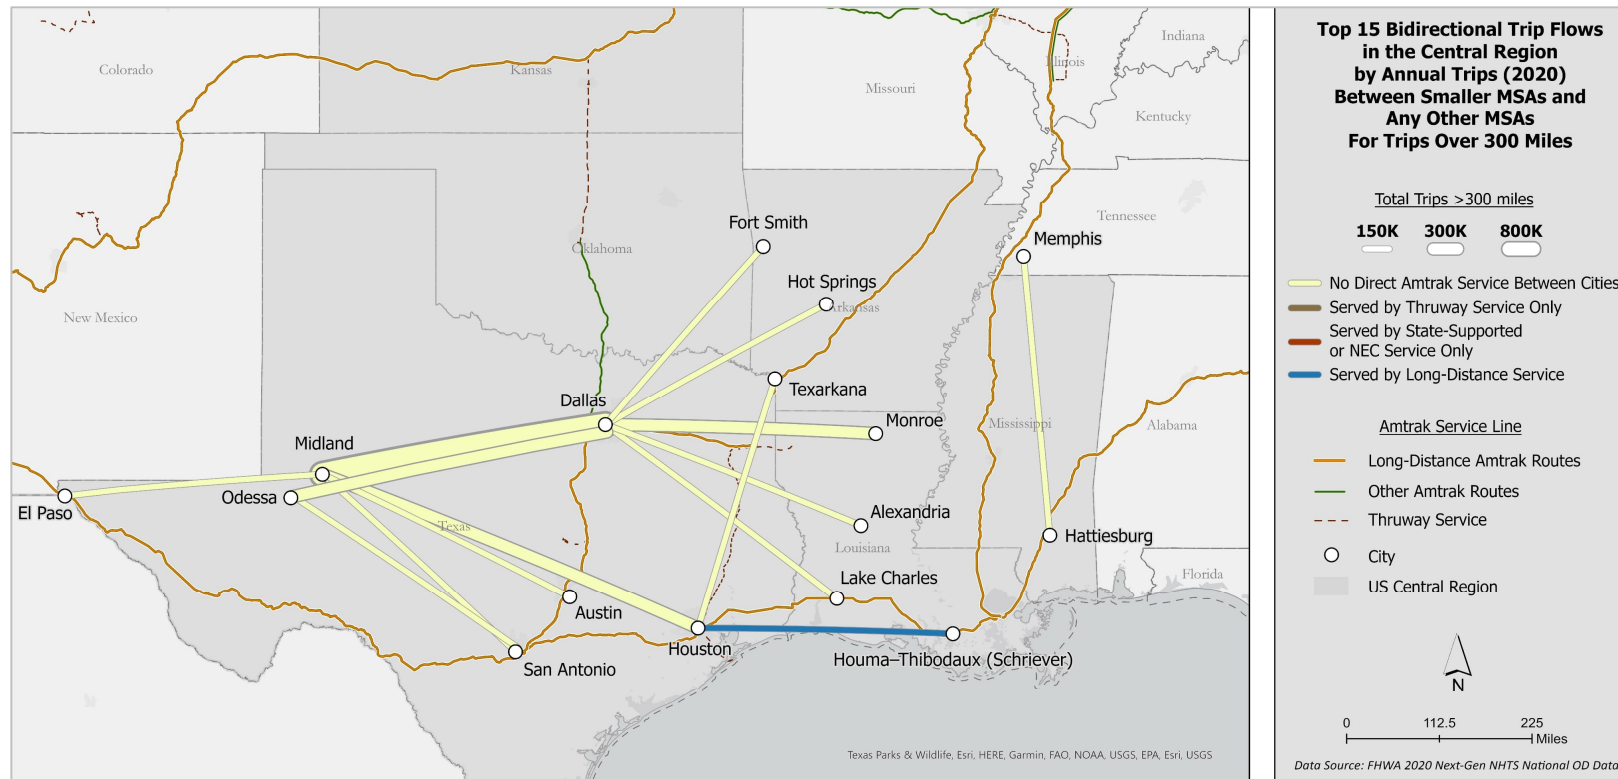 Colorado
Kansas
Missouri
Illinois
Indiana
Kentucky
Tennessee
New Mexico
Oklahoma
Arkansas
Texas
Louisiana
Mississippi
Alabama
Florida
Fort Smith
Hot Springs
Memphis
Texarkana
Dallas
Monroe
Midland
Odessa
El Paso
Alexandria
Hattiesburg
Lake Charles
Austin
Houston
San Antonio
Houma–Thibodaux (Schriever)
Texas Parks & Wildlife, Esri, HERE, Garmin, FAO, NOAA, USGS, EPA, Esri, USGS
Top 15 Bidirectional Trip Flows
in the Central Region
by Annual Trips (2020)
Between Smaller MSAs and
Any Other MSAs
For Trips Over 300 Miles
Total Trips >300 miles
150K 300K 800K
No Direct Amtrak Service Between Cities
Served by Thruway Service Only
Served by State-Supported
or NEC Service Only
Served by Long-Distance Service
Amtrak Service Line
Long-Distance Amtrak Routes
Other Amtrak Routes
Thruway Service
City
US Central Region
N
0 112.5 225
Miles
Data Source: FHWA 2020 Next-Gen NHTS National OD Data